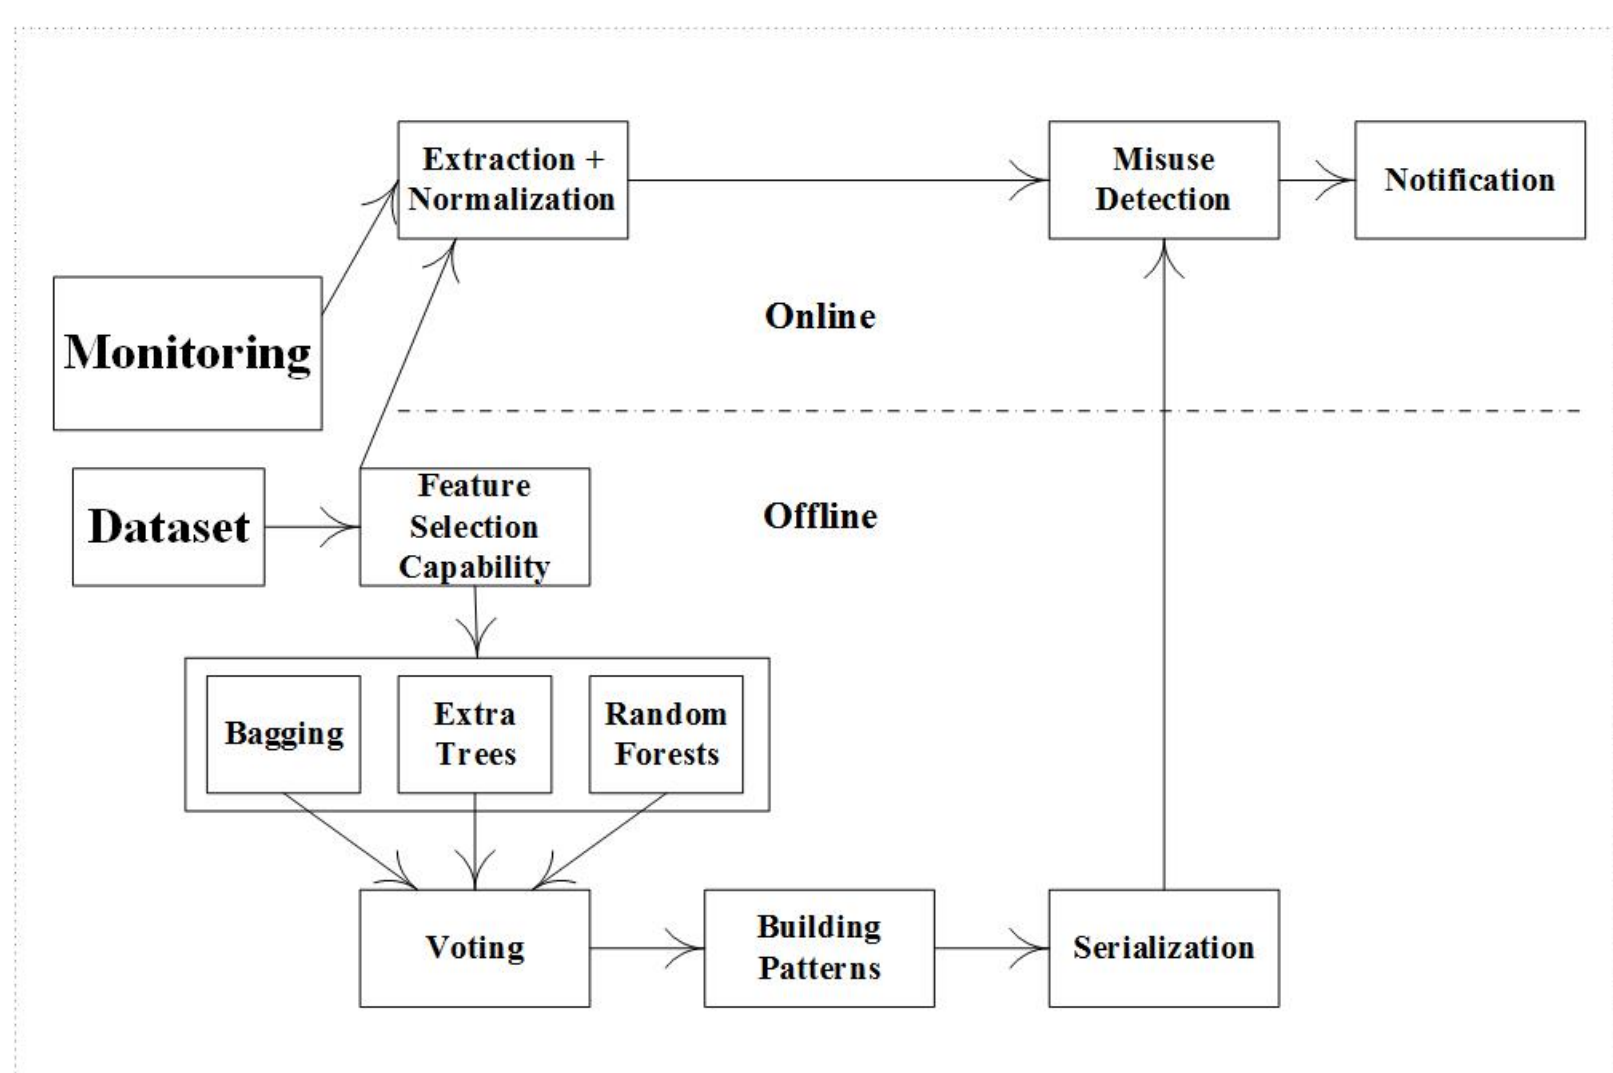 Extraction +
Normalization
Misuse
Detection
Notification
Monitoring
Online
Dataset
Feature
Selection
Capability
Offline
Bagging
Extra
Trees
Random
Forests
Voting
Building
Patterns
Serialization